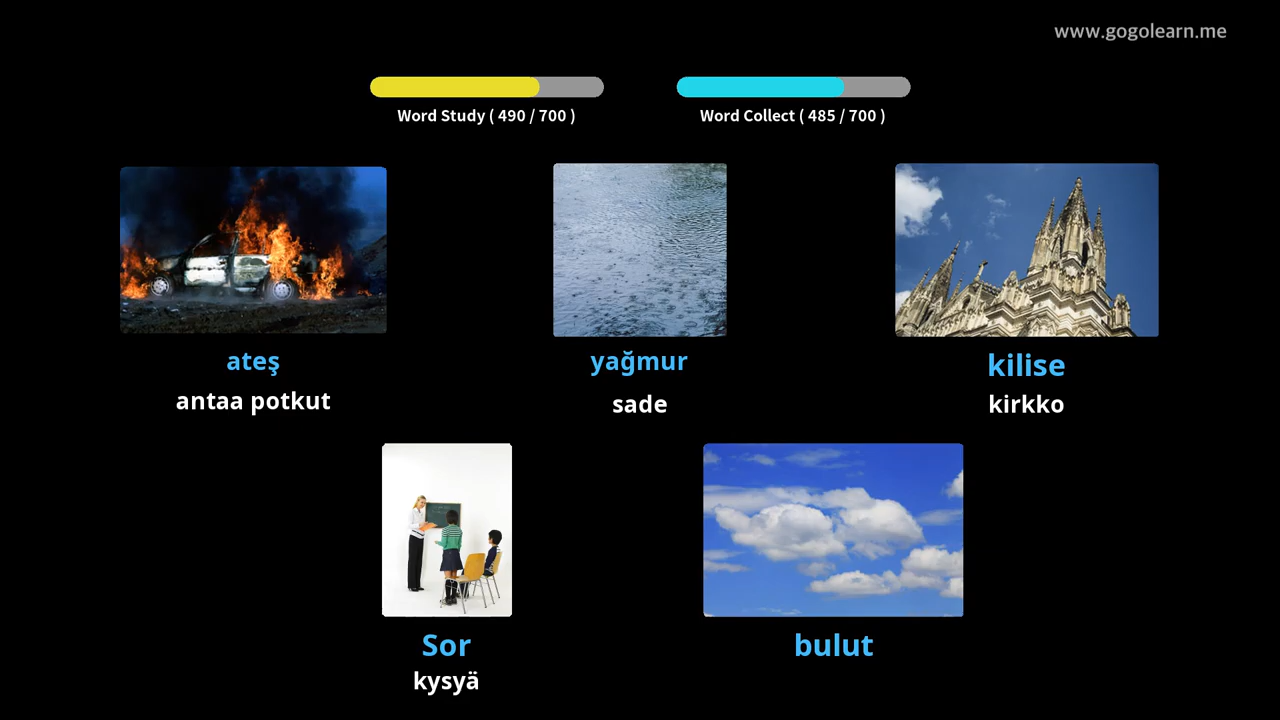 www.gogolearn.me
Word Study ( 490 / 700 )
Word Collect ( 485 / 700 )
ateş
antaa potkut
yağmur
sade
kilise
kirkko
Sor
kysyä
bulut